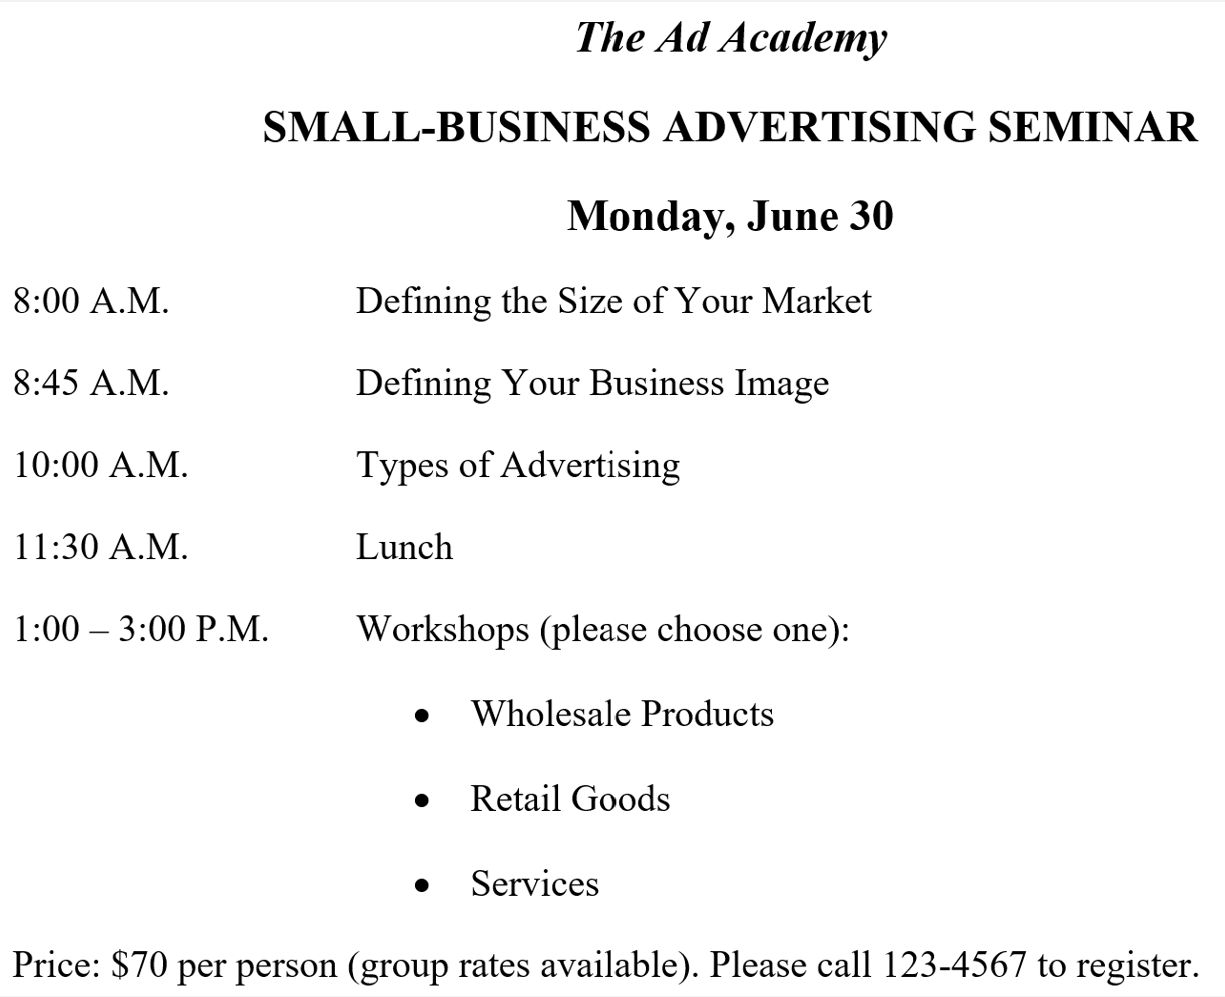 The Ad Academy
SMALL-BUSINESS ADVERTISING SEMINAR
Monday, June 30
8:00 A.M. Defining the Size of Your Market
8:45 A.M. Defining Your Business Image
10:00 A.M. Types of Advertising
11:30 A.M. Lunch
1:00 – 3:00 P.M. Workshops (please choose one):
• Wholesale Products
• Retail Goods
• Services
Price: $70 per person (group rates available). Please call 123-4567 to register.